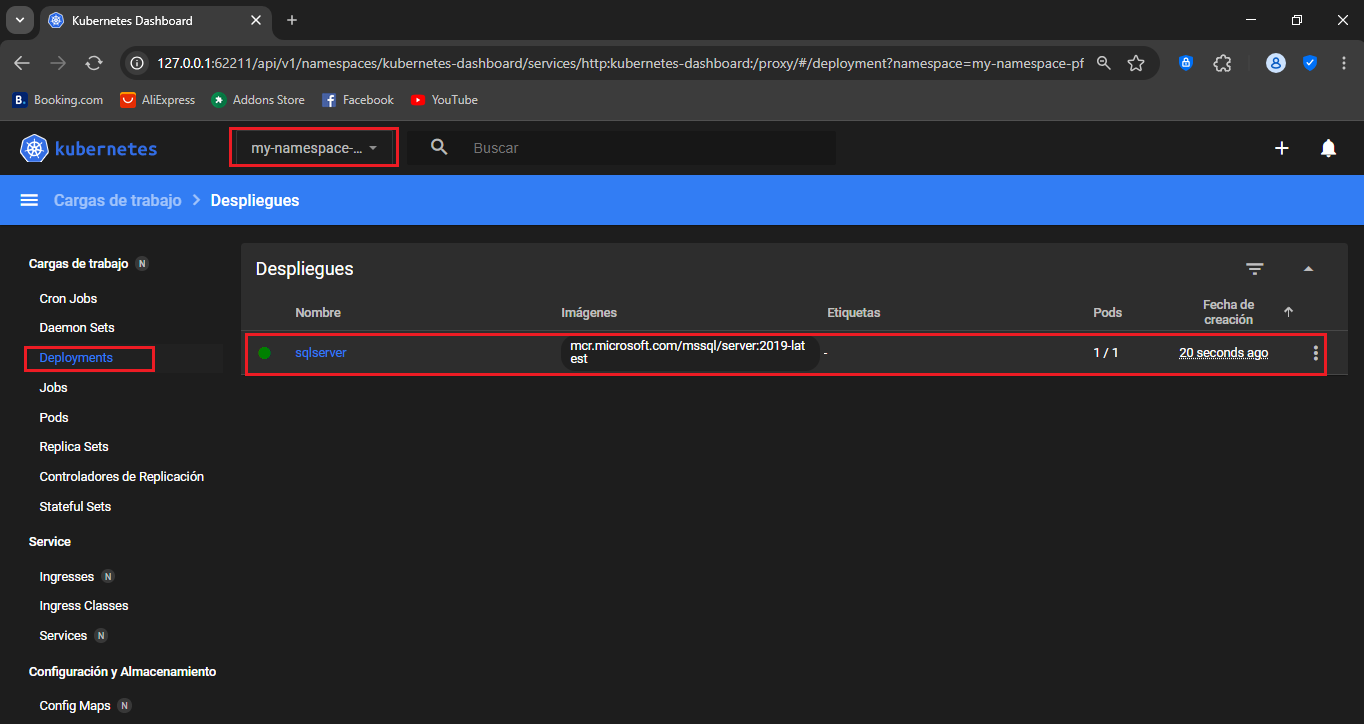 Kubernetes Dashboard
127.0.0.1:62211/api/v1/namespaces/kubernetes-dashboard/services/http:kubernetes-dashboard:/proxy/#/deployment?namespace=my-namespace-pf
B. Booking.com AliExpress Addons Store Facebook YouTube
kubernetes my-namespace-... Buscar
Cargas de trabajo Despliegues
Cargas de trabajo N
Cron Jobs
Daemon Sets
Deployments
Jobs
Pods
Replica Sets
Controladores de Replicación
Stateful Sets
Service
Ingresses N
Ingress Classes
Services N
Configuración y Almacenamiento
Config Maps N
Despliegues
Nombre Imágenes Etiquetas Pods Fecha de
creación
sqlserver mcr.microsoft.com/mssql/server:2019-lat
est - 1 / 1 20 seconds ago